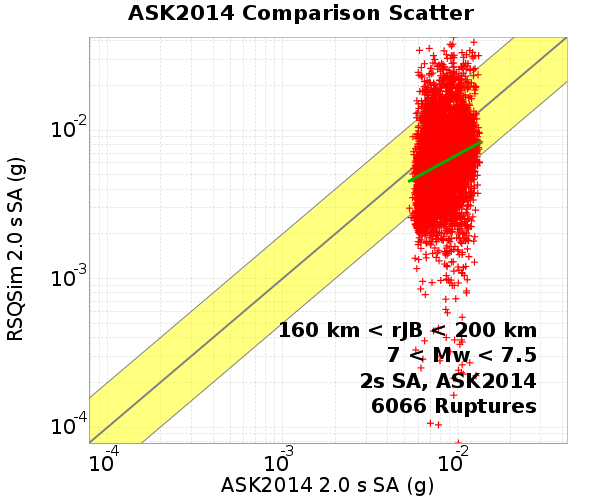 ASK2014 Comparison Scatter
RSQSim 2.0 s SA (g)
10-2
10-3
10-4
160 km < rJB < 200 km
7 < Mw < 7.5
2s SA, ASK2014
6066 Ruptures
10-4 10-3 10-2
ASK2014 2.0 s SA (g)